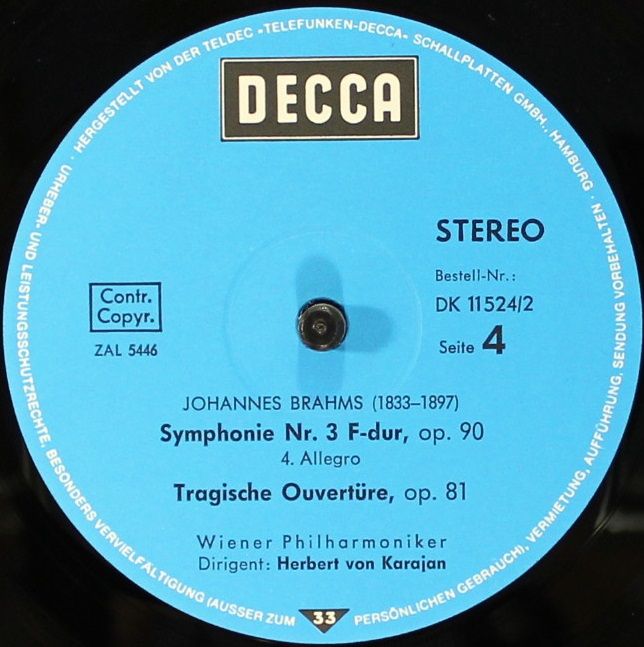 HERGESTELLT VON DER TELDEC »TELEFUNKEN-DECCA« SCHALLPLATTEN GMBH., HAMBURG · URHEBER- UND LEISTUNGSSCHUTZRECHTE, BESONDERS VERVIELFÄLTIGUNG (AUSSER ZUM PERSÖNLICHEN GEBRAUCH), VERMIETUNG, AUFFÜHRUNG, SENDUNG VORBEHALTEN ·
DECCA
STEREO
Bestell-Nr.:
DK 11524/2
Seite 4
Contr.
Copyr.
ZAL 5446
JOHANNES BRAHMS (1833–1897)
Symphonie Nr. 3 F-dur, op. 90
4. Allegro
Tragische Ouvertüre, op. 81
Wiener Philharmoniker
Dirigent: Herbert von Karajan
33